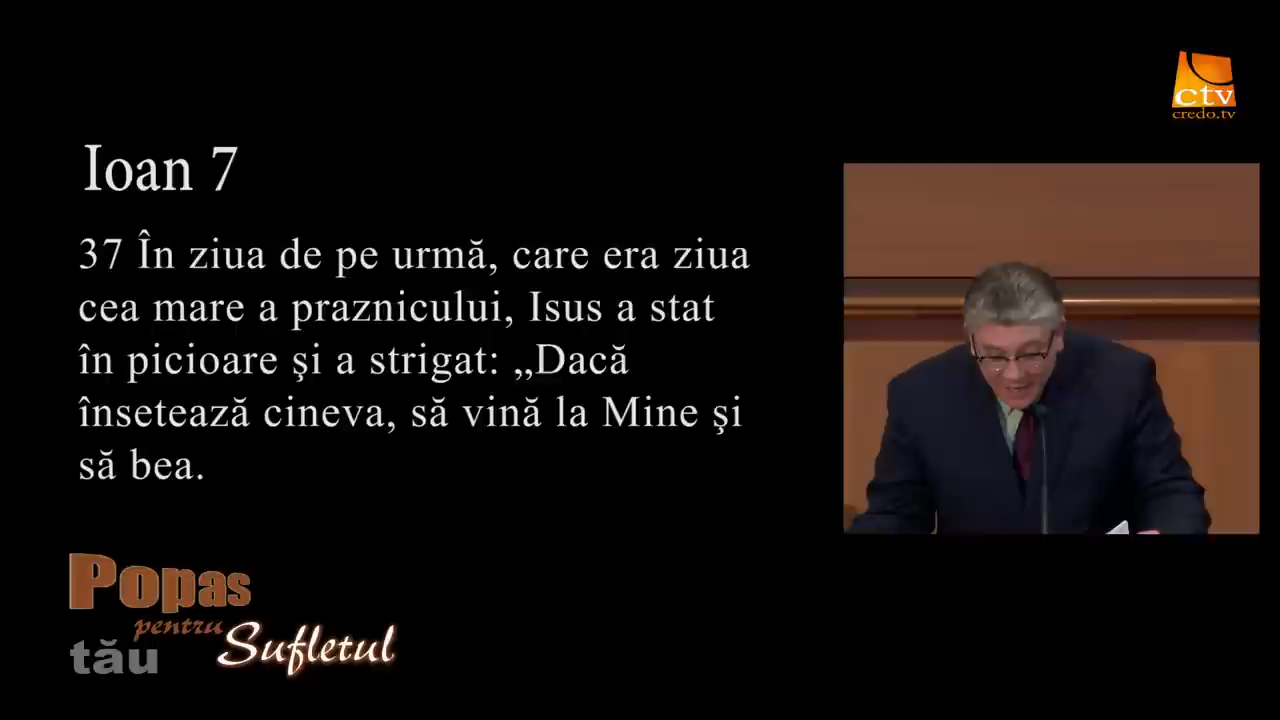 ctv
credo.tv
Ioan 7
37 În ziua de pe urmă, care era ziua
cea mare a praznicului, Isus a stat
în picioare şi a strigat: „Dacă
însetează cineva, să vină la Mine şi
să bea.
Popas
pentru
tău Sufletul